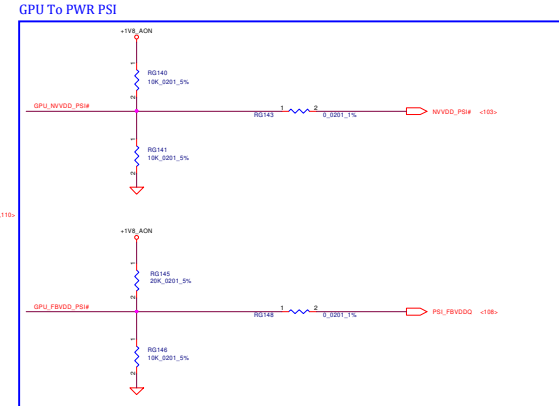 GPU To PWR PSI
+1V8_AON
1
RG140
10K_0201_5%
2
GPU_NVVDD_PSI#
RG143
1
2
0_0201_1%
NVVDD_PSI# <103>
1
RG141
10K_0201_5%
2
110>
+1V8_AON
1
RG145
20K_0201_5%
2
GPU_FBVDD_PSI#
RG148
1
2
0_0201_1%
PSI_FBVDDQ <108>
1
RG146
10K_0201_5%
2